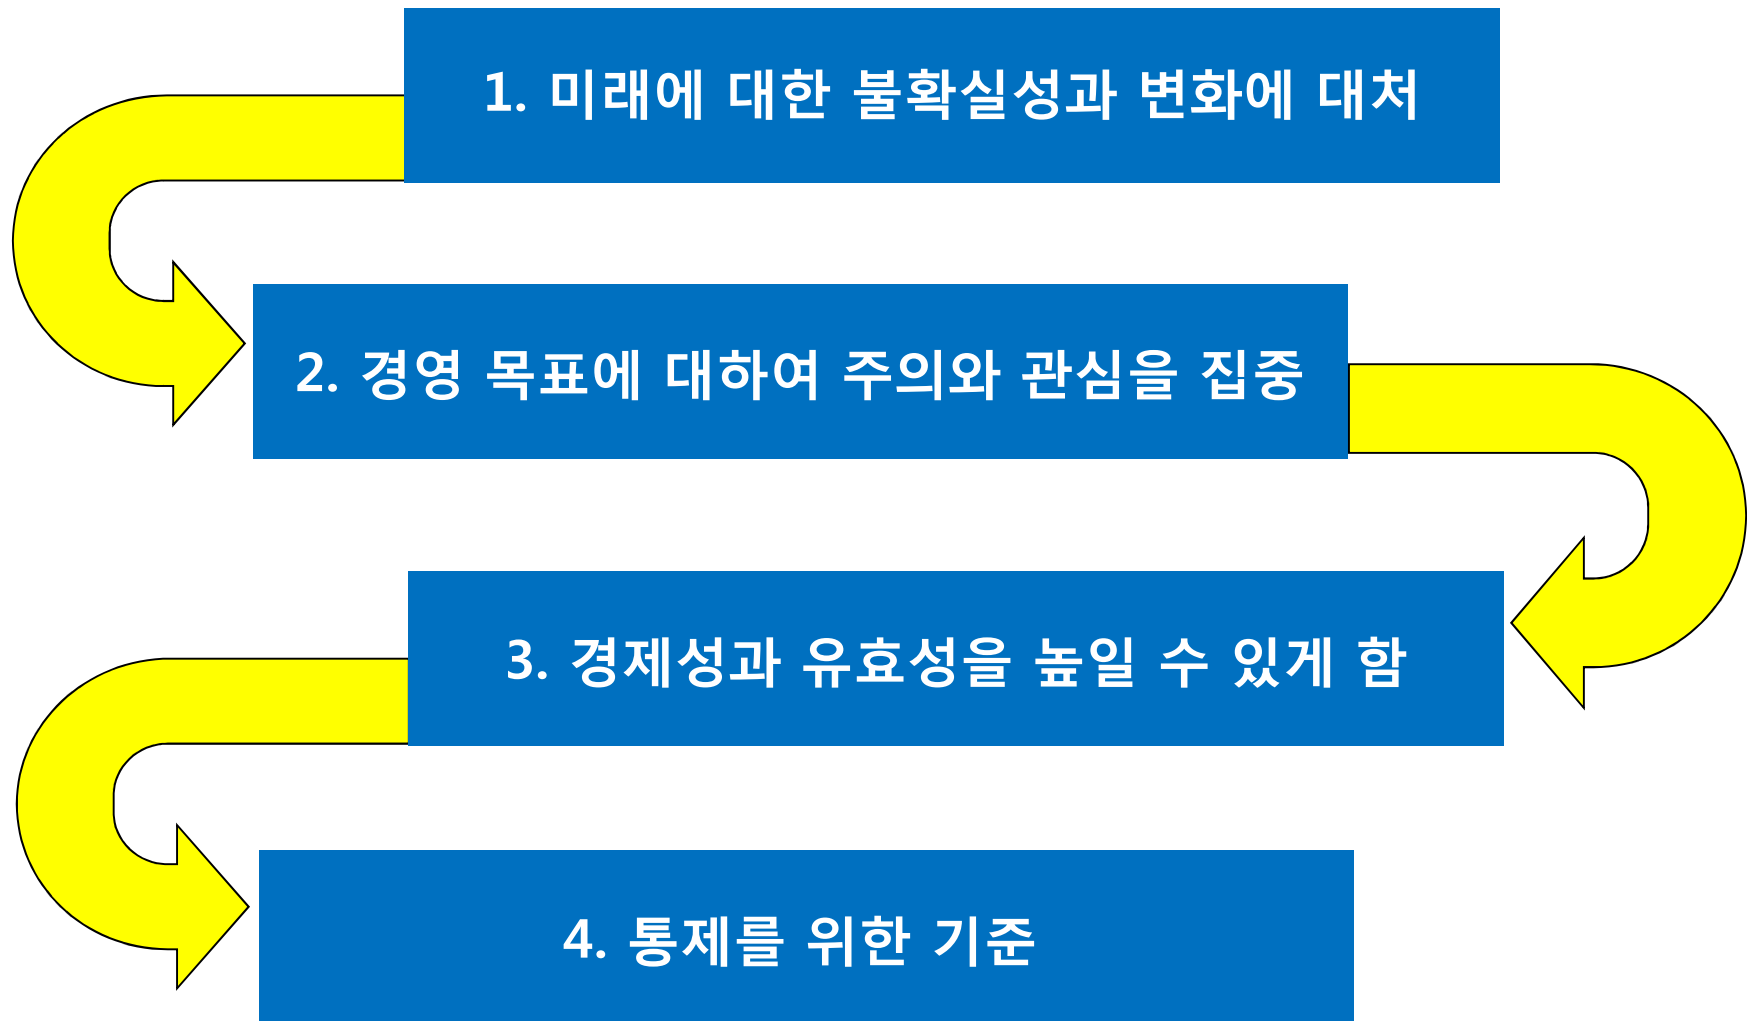 1. 미래에 대한 불확실성과 변화에 대처
2. 경영 목표에 대하여 주의와 관심을 집중
3. 경제성과 유효성을 높일 수 있게 함
4. 통제를 위한 기준